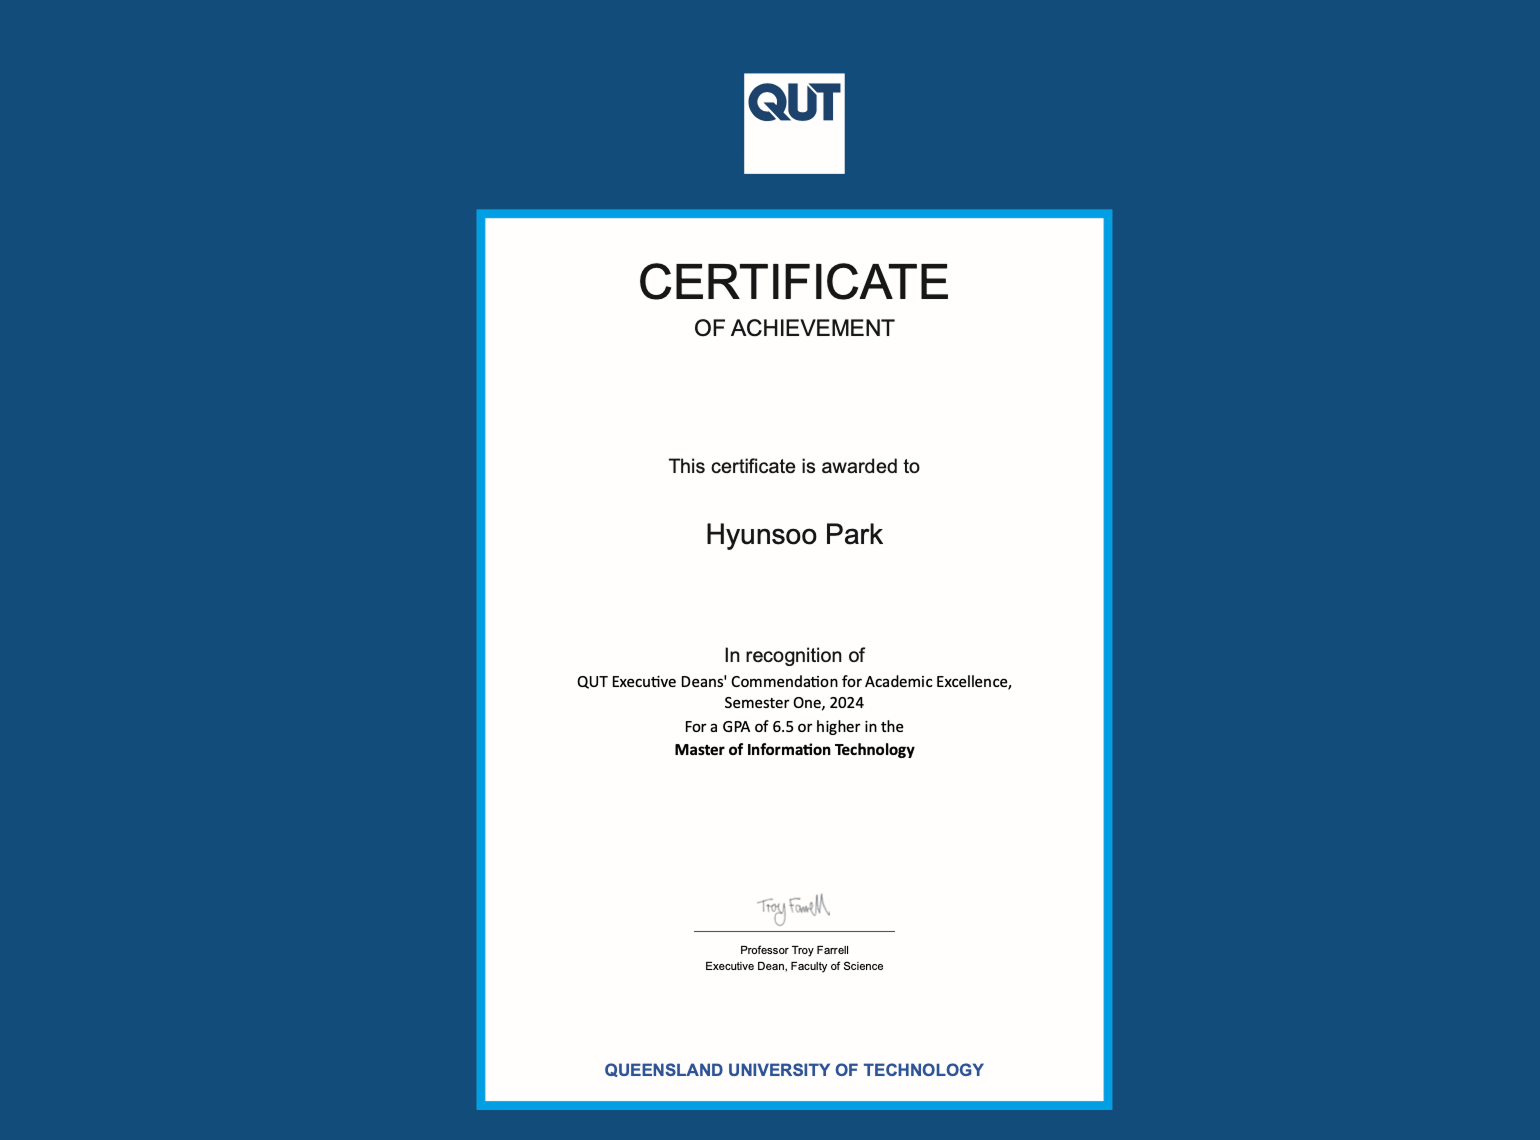 QUT
CERTIFICATE
OF ACHIEVEMENT
This certificate is awarded to
Hyunsoo Park
In recognition of
QUT Executive Deans' Commendation for Academic Excellence,
Semester One, 2024
For a GPA of 6.5 or higher in the
Master of Information Technology
Troy Farrell
Professor Troy Farrell
Executive Dean, Faculty of Science
QUEENSLAND UNIVERSITY OF TECHNOLOGY